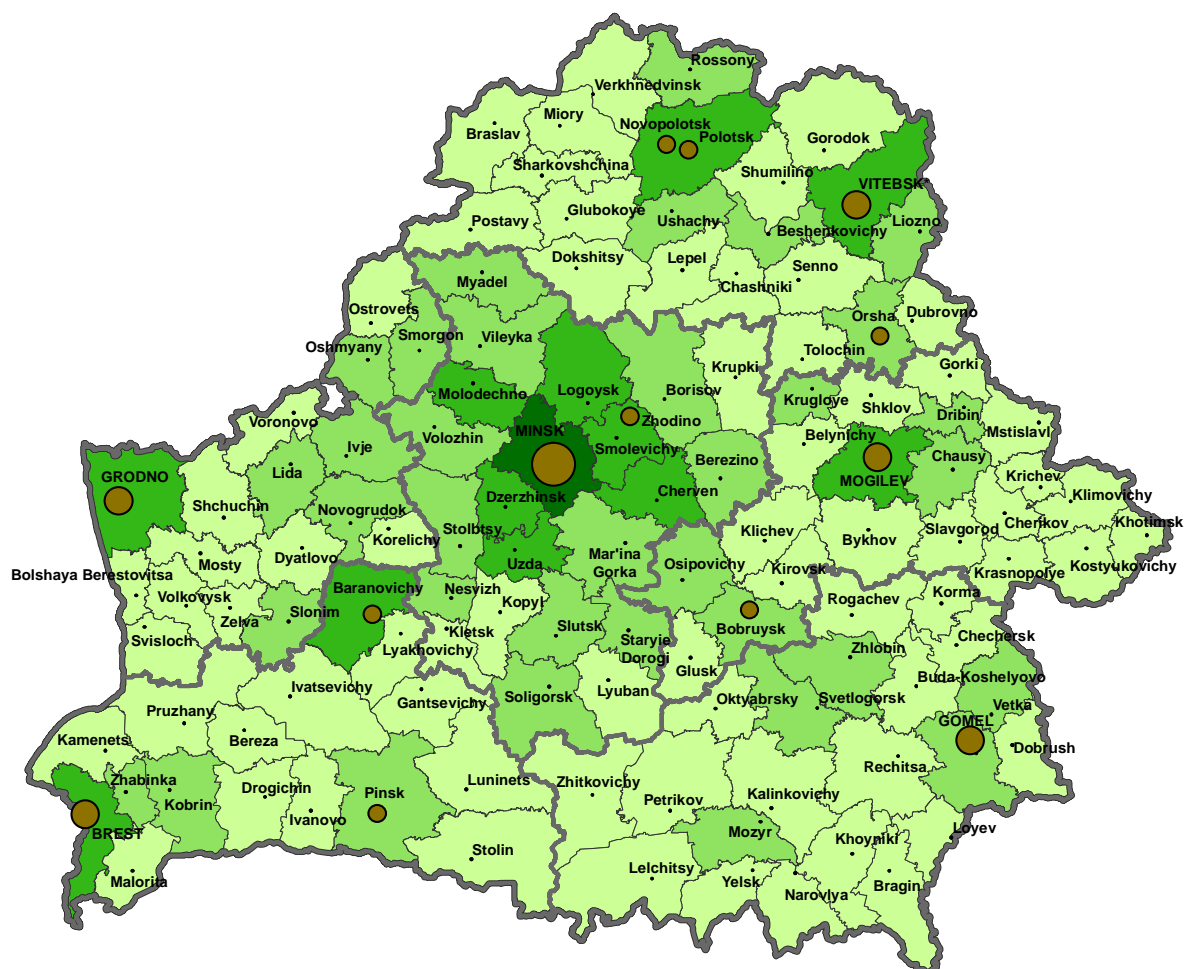 Rossony
Verkhnedvinsk
Miory
Braslav
Novopolotsk
Polotsk
Gorodok
Sharkovshchina
Shumilino
VITEBSK
Postavy
Glubokoye
Ushachy
Beshenkovichy
Liozno
Dokshitsy
Lepel
Senno
Chashniki
Myadel
Ostrovets
Orsha
Dubrovno
Oshmyany
Smorgon
Vileyka
Tolochin
Krupki
Gorki
Molodechno
Logoysk
Borisov
Krugloye
Shklov
Dribin
Voronovo
Zhodino
Mstislavl
MINSK
Volozhin
Ivje
Smolevichy
Belynichy
Lida
Berezino
Chausy
GRODNO
MOGILEV
Krichev
Klimovichy
Dzerzhinsk
Cherven
Shchuchin
Novogrudok
Cherikov
Khotimsk
Stolbtsy
Korelichy
Klichev
Bykhov
Slavgorod
Mosty
Dyatlovo
Uzda
Mar'ina
Gorka
Osipovichy
Krasnopolye
Kostyukovichy
Bolshaya Berestovitsa
Baranovichy
Nesvizh
Kirovsk
Volkovysk
Kopyl
Rogachev
Korma
Zelva
Slonim
Svisloch
Kletsk
Slutsk
Staryie
Dorogi
Bobruysk
Chechersk
Lyakhovichy
Zhlobin
Glusk
Buda-Koshelyovo
Ivatsevichy
Gantsevichy
Soligorsk
Lyuban
Oktyabrsky
Svetlogorsk
Vetka
Pruzhany
GOMEL
Kamenets
Bereza
Dobrush
Zhabinka
Luninets
Zhitkovichy
Rechitsa
Kobrin
Drogichin
Pinsk
Petrikov
Kalinkovichy
Ivanovo
BREST
Mozyr
Khoyniki
Loyev
Stolin
Malorita
Lelchitsy
Yelsk
Narovlya
Bragin